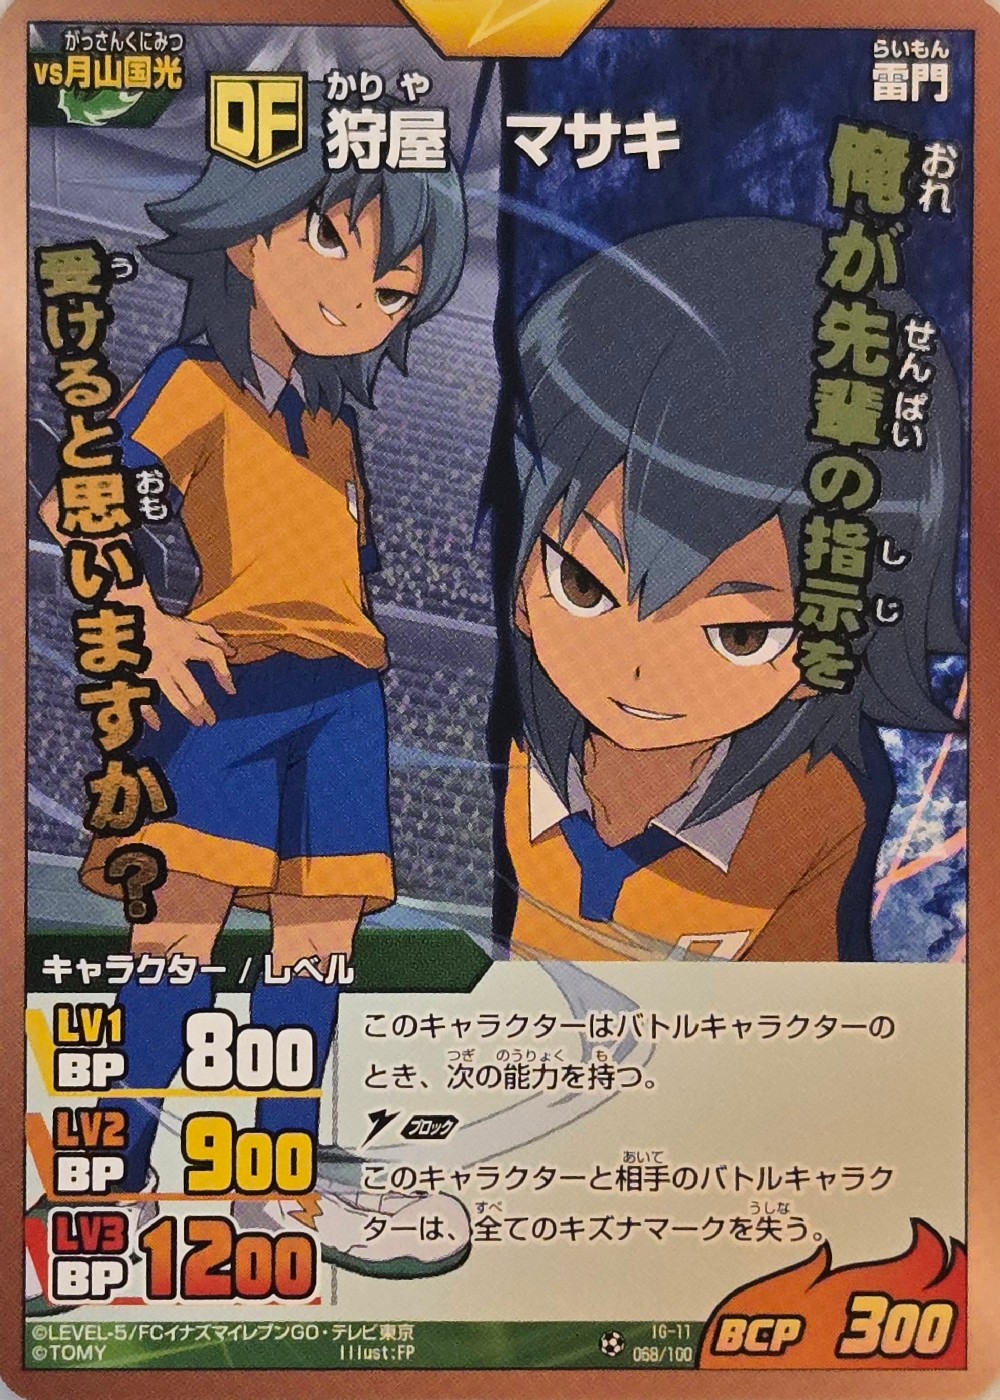 がっさんくにみつ
VS月山国光
らいもん
雷門
DF
かりや
狩屋 マサキ
おれ せんぱい しじ
俺が先輩の指示を
う おも
受けると思いますか?
キャラクター / レベル
LV1
BP 800
LV2
BP 900
LV3
BP 1200
このキャラクターはバトルキャラクターの
つぎ のうりょく も
とき、次の能力を持つ。
ブロック
あいて
このキャラクターと相手のバトルキャラク
すべ うしな
ターは、全てのキズナマークを失う。
©LEVEL-5/FCイナズマイレブンGO・テレビ東京
©TOMY
Illust:FP
IG-11
068/100
BCP 300